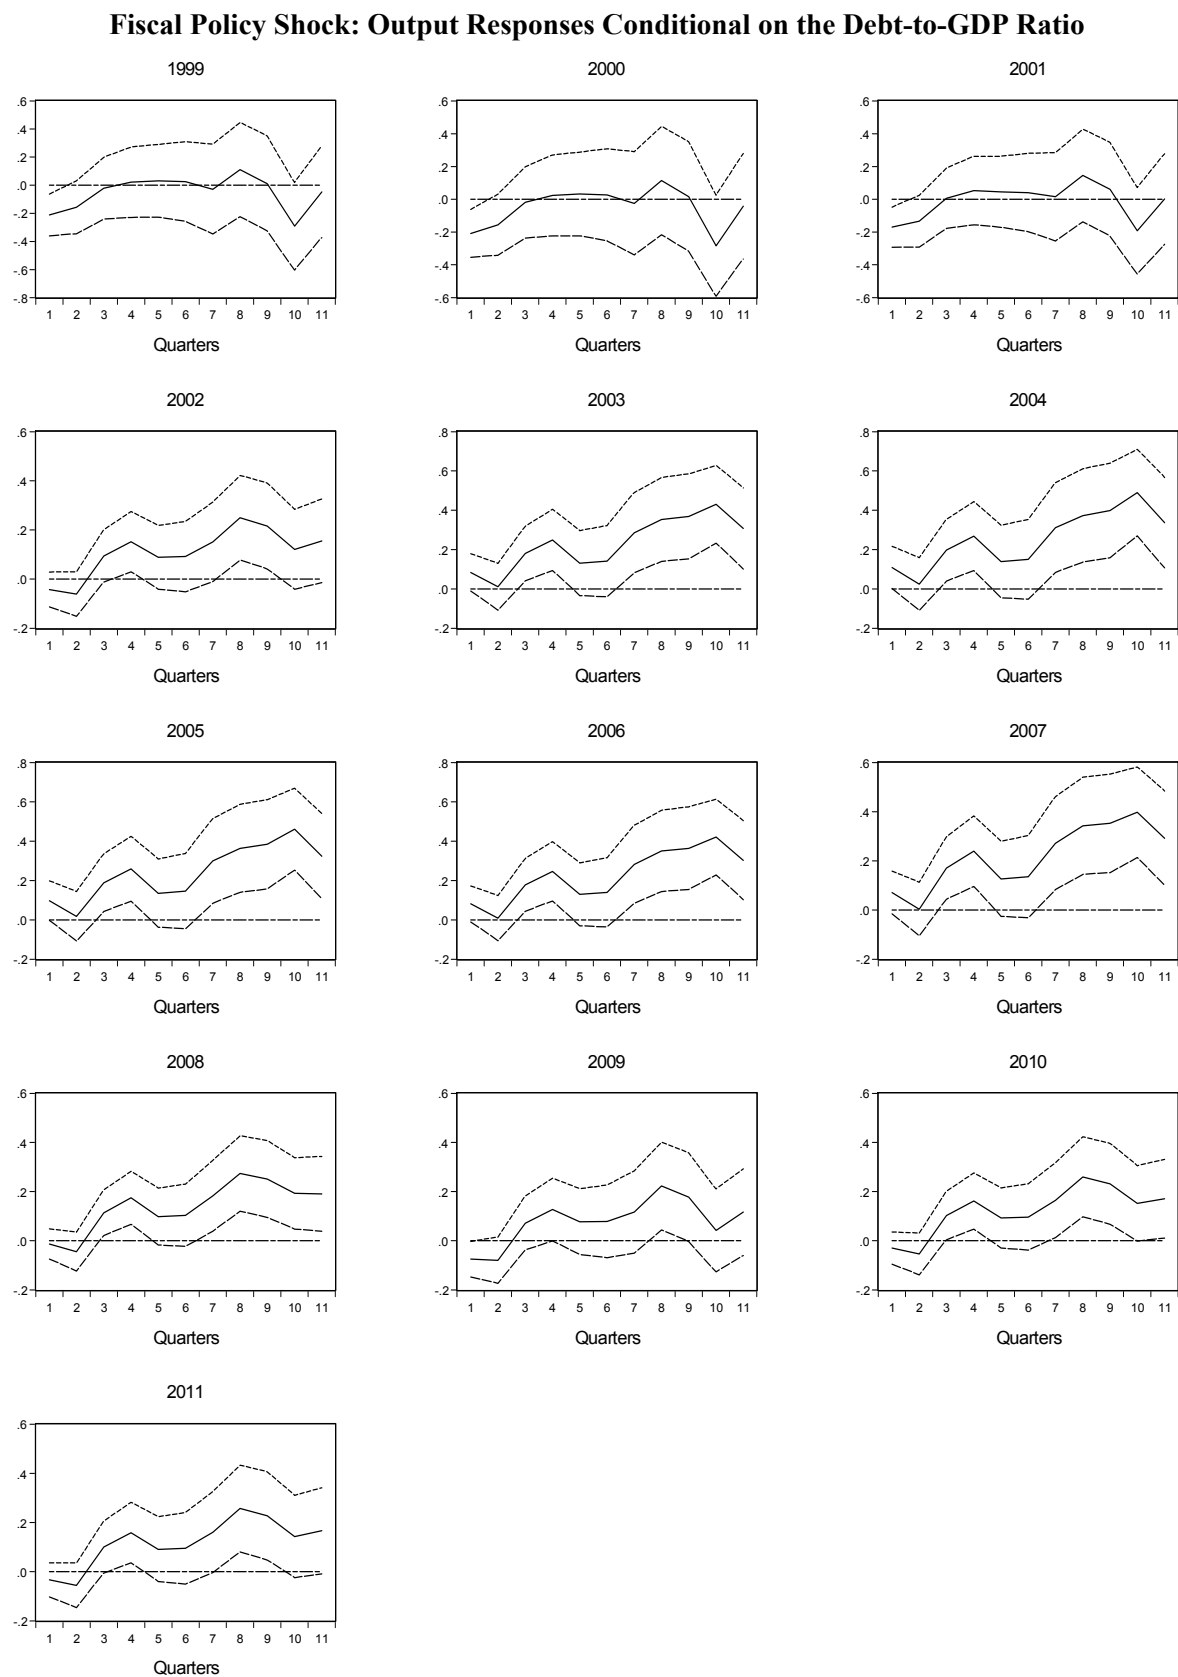 Fiscal Policy Shock: Output Responses Conditional on the Debt-to-GDP Ratio
1999 2000 2001
.6 .6 .6
.4 .4 .4
.2 .2 .2
.0 .0 .0
-.2 -.2 -.2
-.4 -.4 -.4
-.6 -.6 -.6
-.8
1 2 3 4 5 6 7 8 9 10 11 1 2 3 4 5 6 7 8 9 10 11 1 2 3 4 5 6 7 8 9 10 11
Quarters Quarters Quarters
2002 2003 2004
.6 .8 .8
.6 .6
.4 .4 .4
.2 .2 .2
.0 .0 .0
-.2 -.2 -.2
1 2 3 4 5 6 7 8 9 10 11 1 2 3 4 5 6 7 8 9 10 11 1 2 3 4 5 6 7 8 9 10 11
Quarters Quarters Quarters
2005 2006 2007
.8 .8 .6
.6 .6
.4 .4 .4
.2 .2 .2
.0 .0 .0
-.2 -.2 -.2
1 2 3 4 5 6 7 8 9 10 11 1 2 3 4 5 6 7 8 9 10 11 1 2 3 4 5 6 7 8 9 10 11
Quarters Quarters Quarters
2008 2009 2010
.6 .6 .6
.4 .4 .4
.2 .2 .2
.0 .0 .0
-.2 -.2 -.2
1 2 3 4 5 6 7 8 9 10 11 1 2 3 4 5 6 7 8 9 10 11 1 2 3 4 5 6 7 8 9 10 11
Quarters Quarters Quarters
2011
.6
.4
.2
.0
-.2
1 2 3 4 5 6 7 8 9 10 11
Quarters